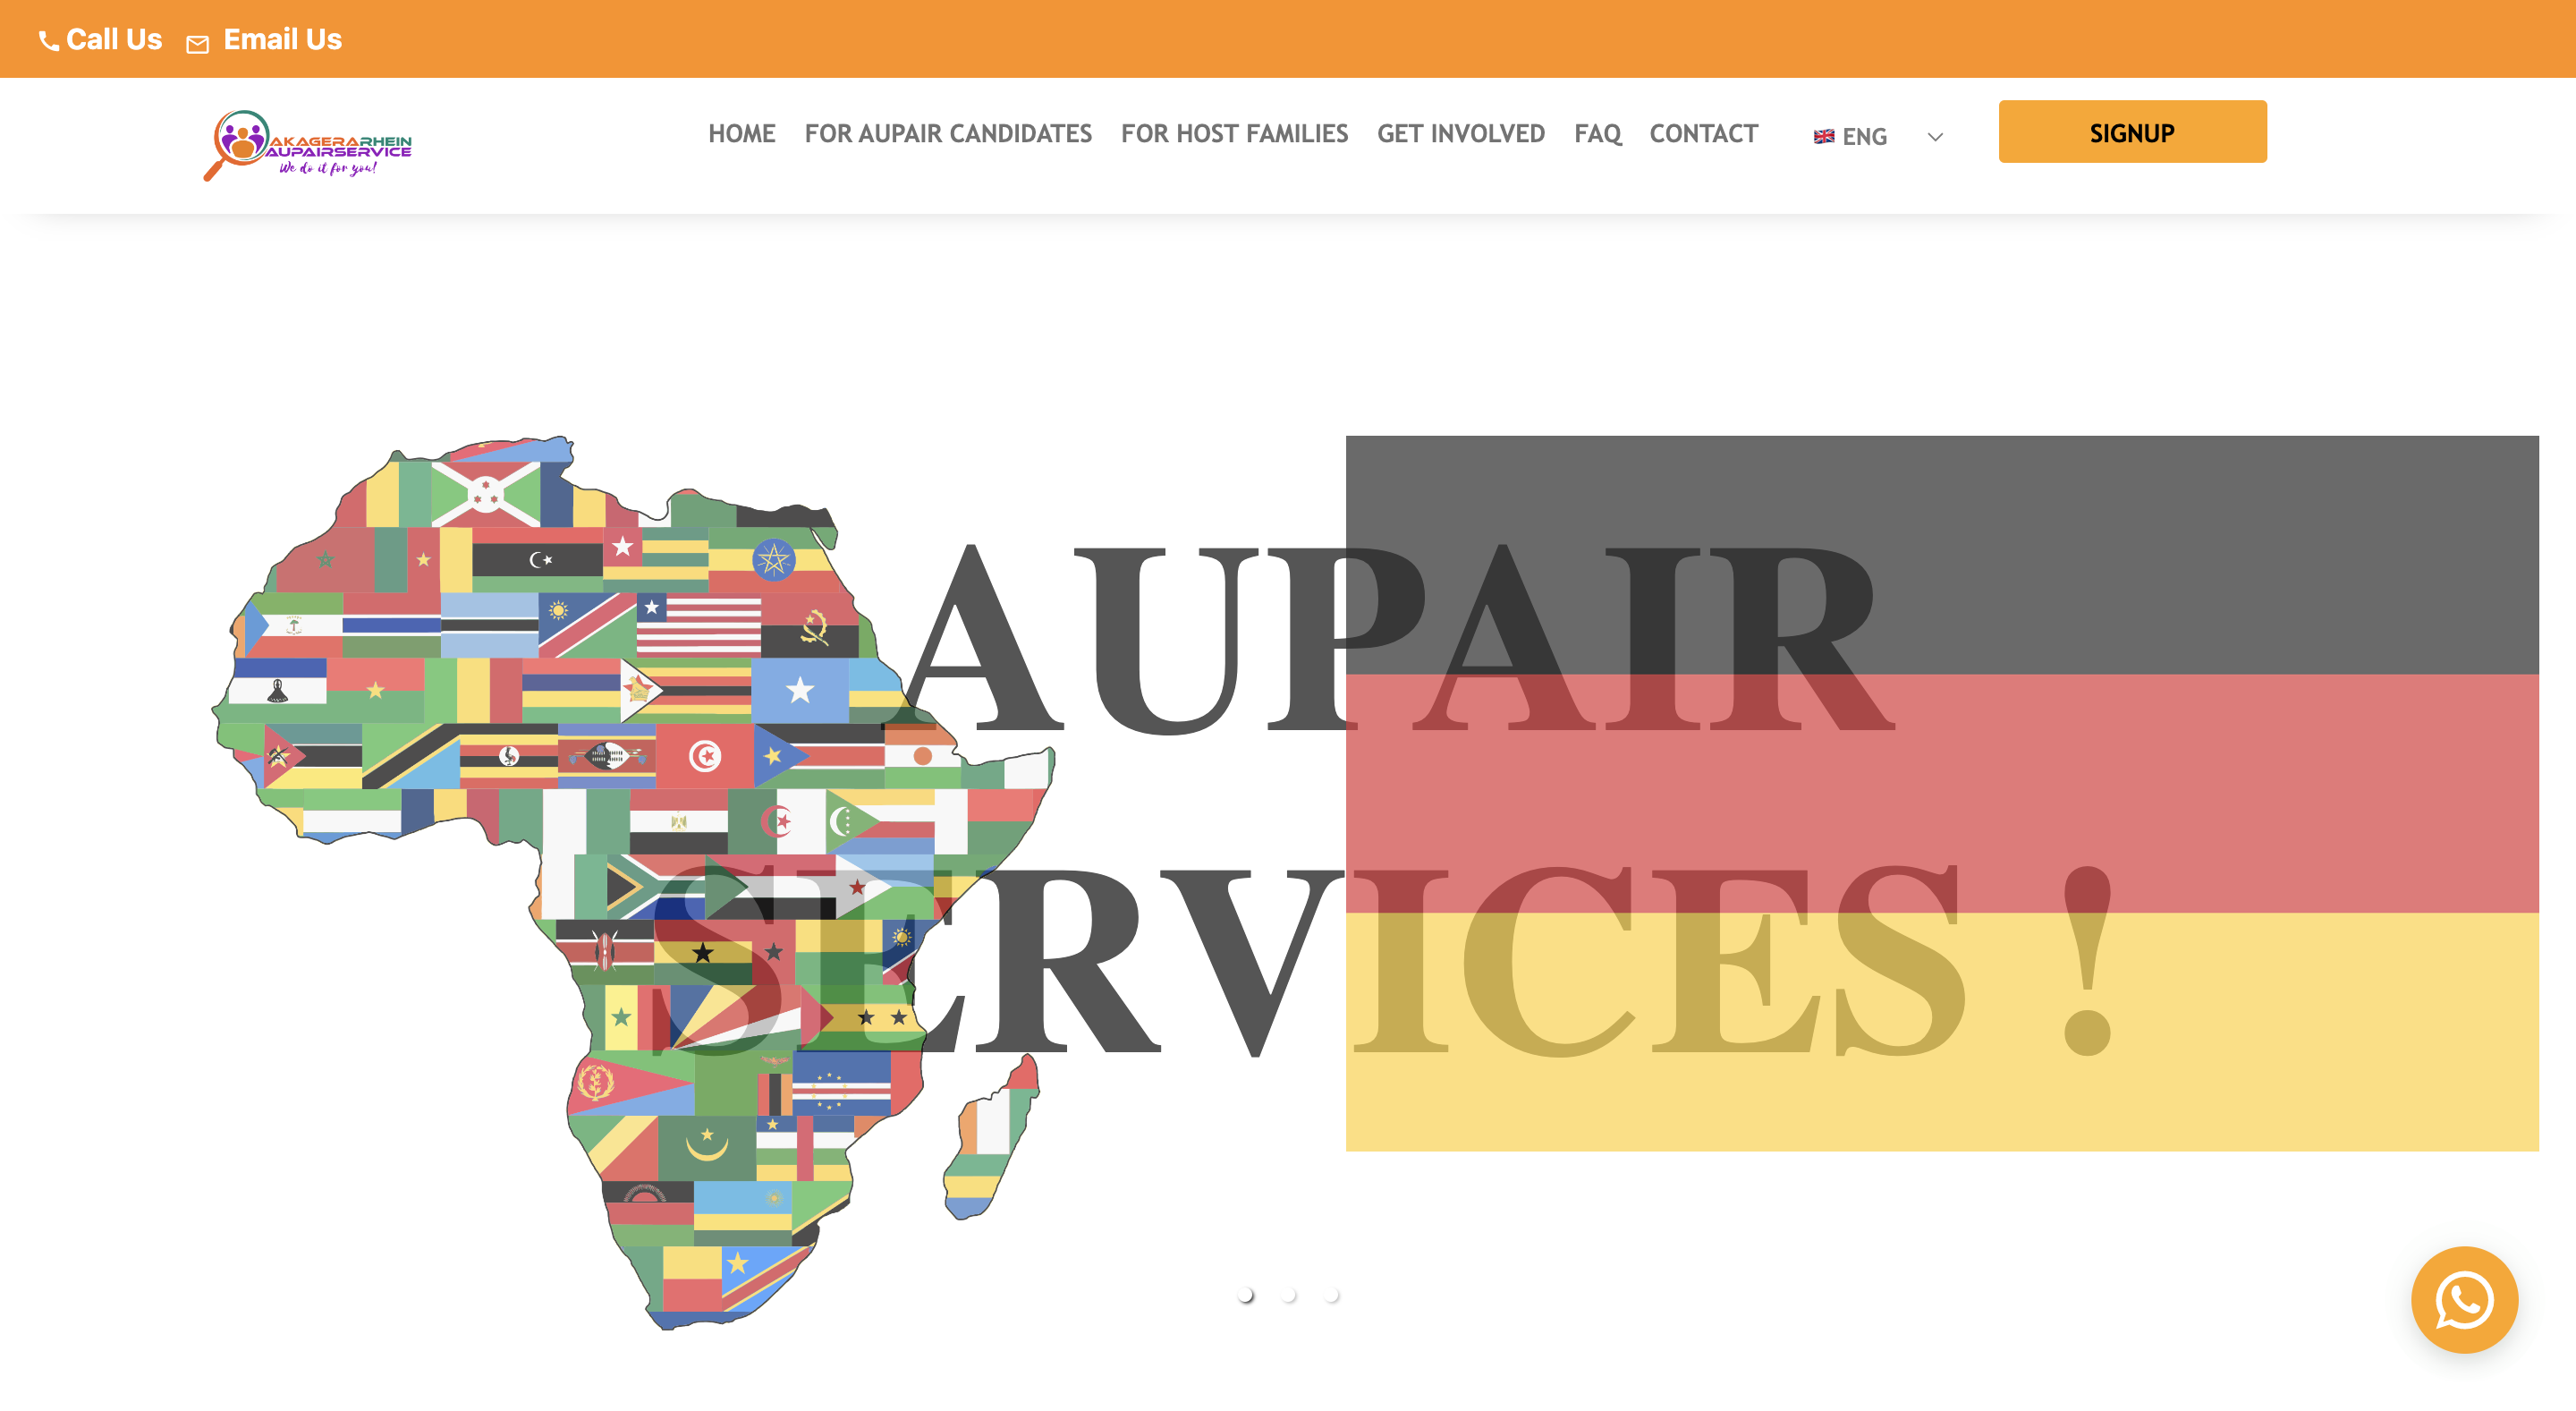 Call Us
Email Us
AKAGERARHEIN
AUPAIRSERVICE
We do it for you!
HOME
FOR AUPAIR CANDIDATES
FOR HOST FAMILIES
GET INVOLVED
FAQ
CONTACT
ENG
SIGNUP
AUPAIR
SERVICES !